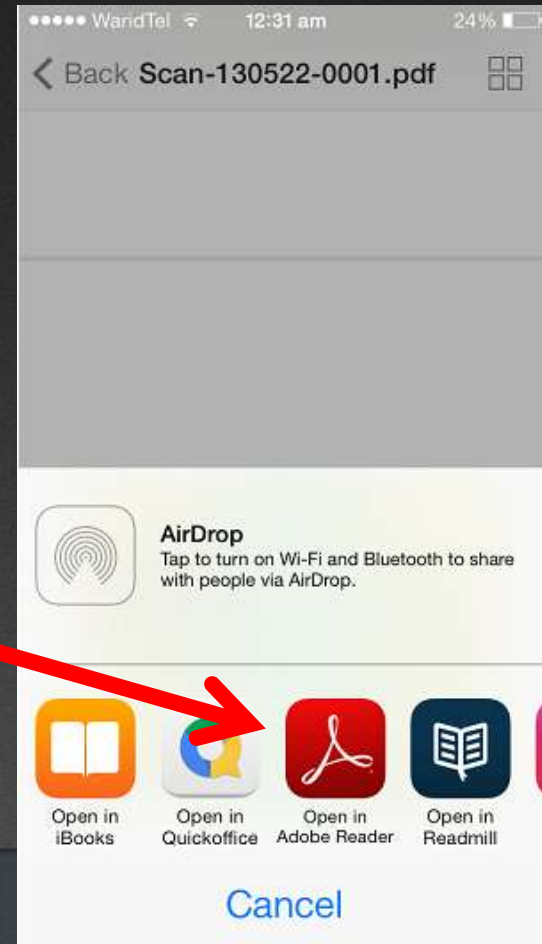 WaridTel 12:31 am 24%
Back Scan-130522-0001.pdf
AirDrop
Tap to turn on Wi-Fi and Bluetooth to share
with people via AirDrop.
Open in Open in Open in Open in
iBooks Quickoffice Adobe Reader Readmill
Cancel